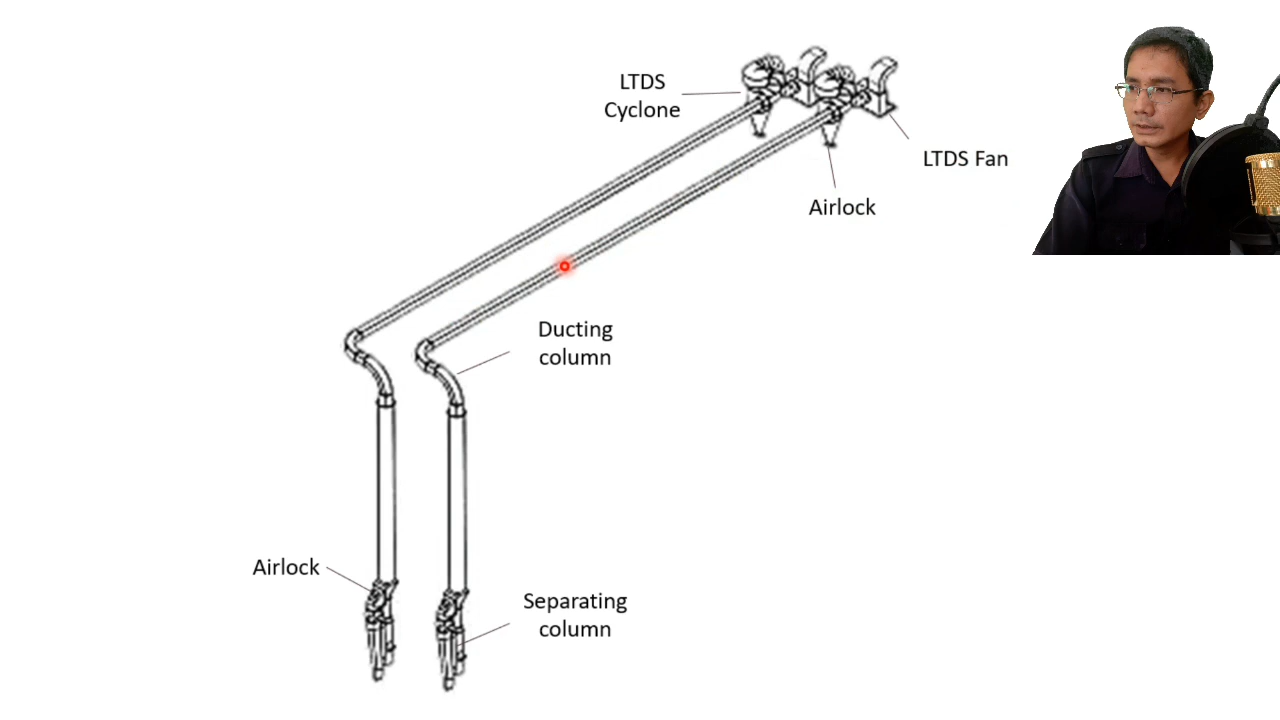 LTDS
Cyclone
LTDS Fan
Airlock
Ducting
column
Airlock
Separating
column